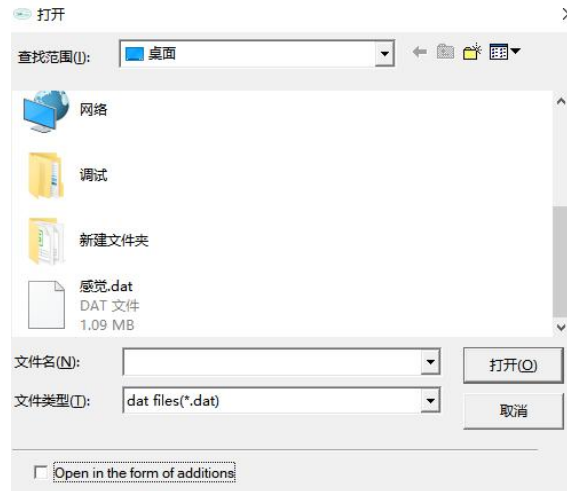 打开
查找范围(I):
桌面
网络
调试
新建文件夹
感觉.dat
DAT 文件
1.09 MB
文件名(N):
打开(O)
文件类型(T):
dat files(*.dat)
取消
Open in the form of additions